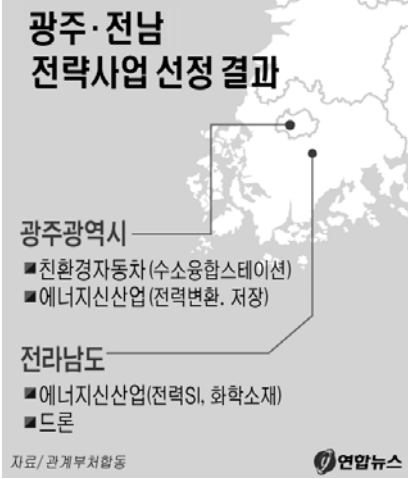 광주·전남
전략사업 선정 결과
광주광역시
■친환경자동차(수소융합스테이션)
■에너지신산업(전력변환. 저장)
전라남도
■에너지신산업(전력SI, 화학소재)
■드론
자료/관계부처합동
연합뉴스